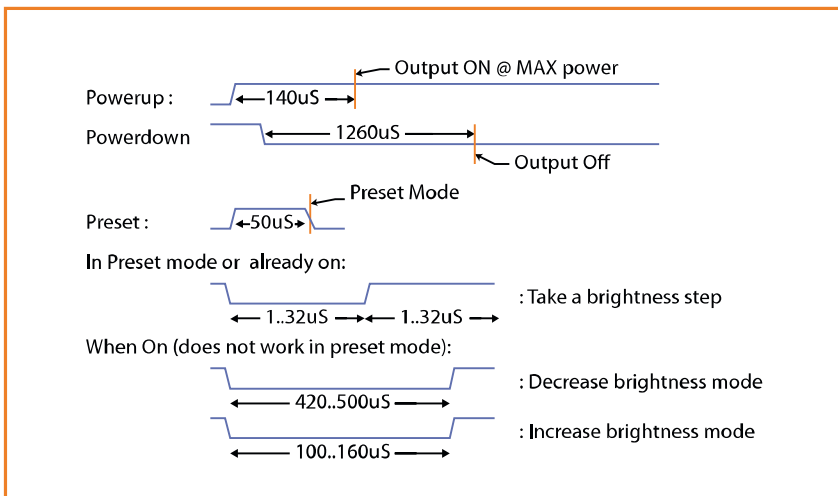 Output ON @ MAX power
Powerup :
140uS
Powerdown
1260uS
Output Off
Preset Mode
Preset :
50uS
In Preset mode or already on:
: Take a brightness step
1..32uS
1..32uS
When On (does not work in preset mode):
: Decrease brightness mode
420..500uS
: Increase brightness mode
100..160uS